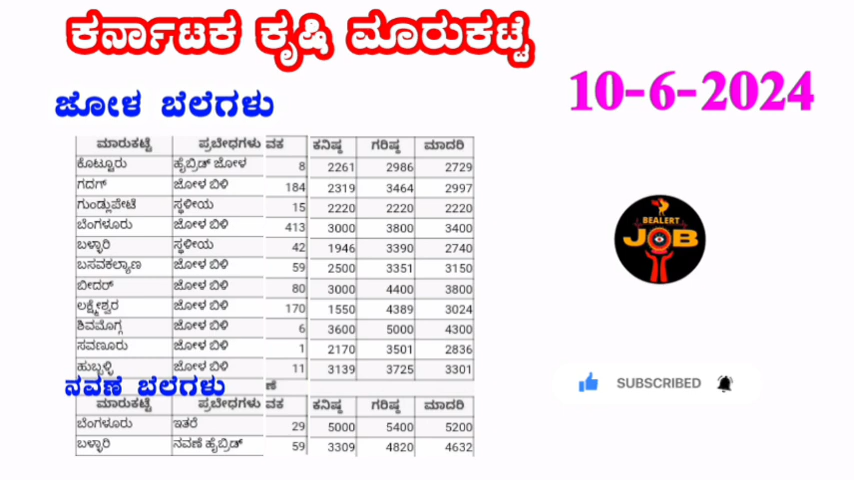 ಕರ್ನಾಟಕ ಕೃಷಿ ಮಾರುಕಟ್ಟೆ
10-6-2024
ಜೋಳ ಬೆಲೆಗಳು
ಮಾರುಕಟ್ಟೆ ಪ್ರಬೇಧಗಳು ವಕ ಕನಿಷ್ಠ ಗರಿಷ್ಠ ಮಾದರಿ
ಕೊಟ್ಟೂರು ಹೈಬ್ರಿಡ್ ಜೋಳ 8 2261 2986 2729
ಗದಗ್ ಜೋಳ ಬಿಳಿ 184 2319 3464 2997
ಗುಂಡ್ಲುಪೇಟೆ ಸ್ಥಳೀಯ 15 2220 2220 2220
ಬೆಂಗಳೂರು ಜೋಳ ಬಿಳಿ 413 3000 3800 3400
ಬಳ್ಳಾರಿ ಸ್ಥಳೀಯ 42 1946 3390 2740
ಬಸವಕಲ್ಯಾಣ ಜೋಳ ಬಿಳಿ 59 2500 3351 3150
ಬೀದರ್ ಜೋಳ ಬಿಳಿ 80 3000 4400 3800
ಲಕ್ಷ್ಮೇಶ್ವರ ಜೋಳ ಬಿಳಿ 170 1550 4389 3024
ಶಿವಮೊಗ್ಗ ಜೋಳ ಬಿಳಿ 6 3600 5000 4300
ಸವಣೂರು ಜೋಳ ಬಿಳಿ 1 2170 3501 2836
ಹುಬ್ಬಳ್ಳಿ ಜೋಳ ಬಿಳಿ 11 3139 3725 3301
ನವಣೆ ಬೆಲೆಗಳು ಣೆ
ಮಾರುಕಟ್ಟೆ ಪ್ರಬೇಧಗಳು ವಕ ಕನಿಷ್ಠ ಗರಿಷ್ಠ ಮಾದರಿ
ಬೆಂಗಳೂರು ಇತರೆ 29 5000 5400 5200
ಬಳ್ಳಾರಿ ನವಣೆ ಹೈಬ್ರಿಡ್ 59 3309 4820 4632
BEALERT
JOB
SUBSCRIBED